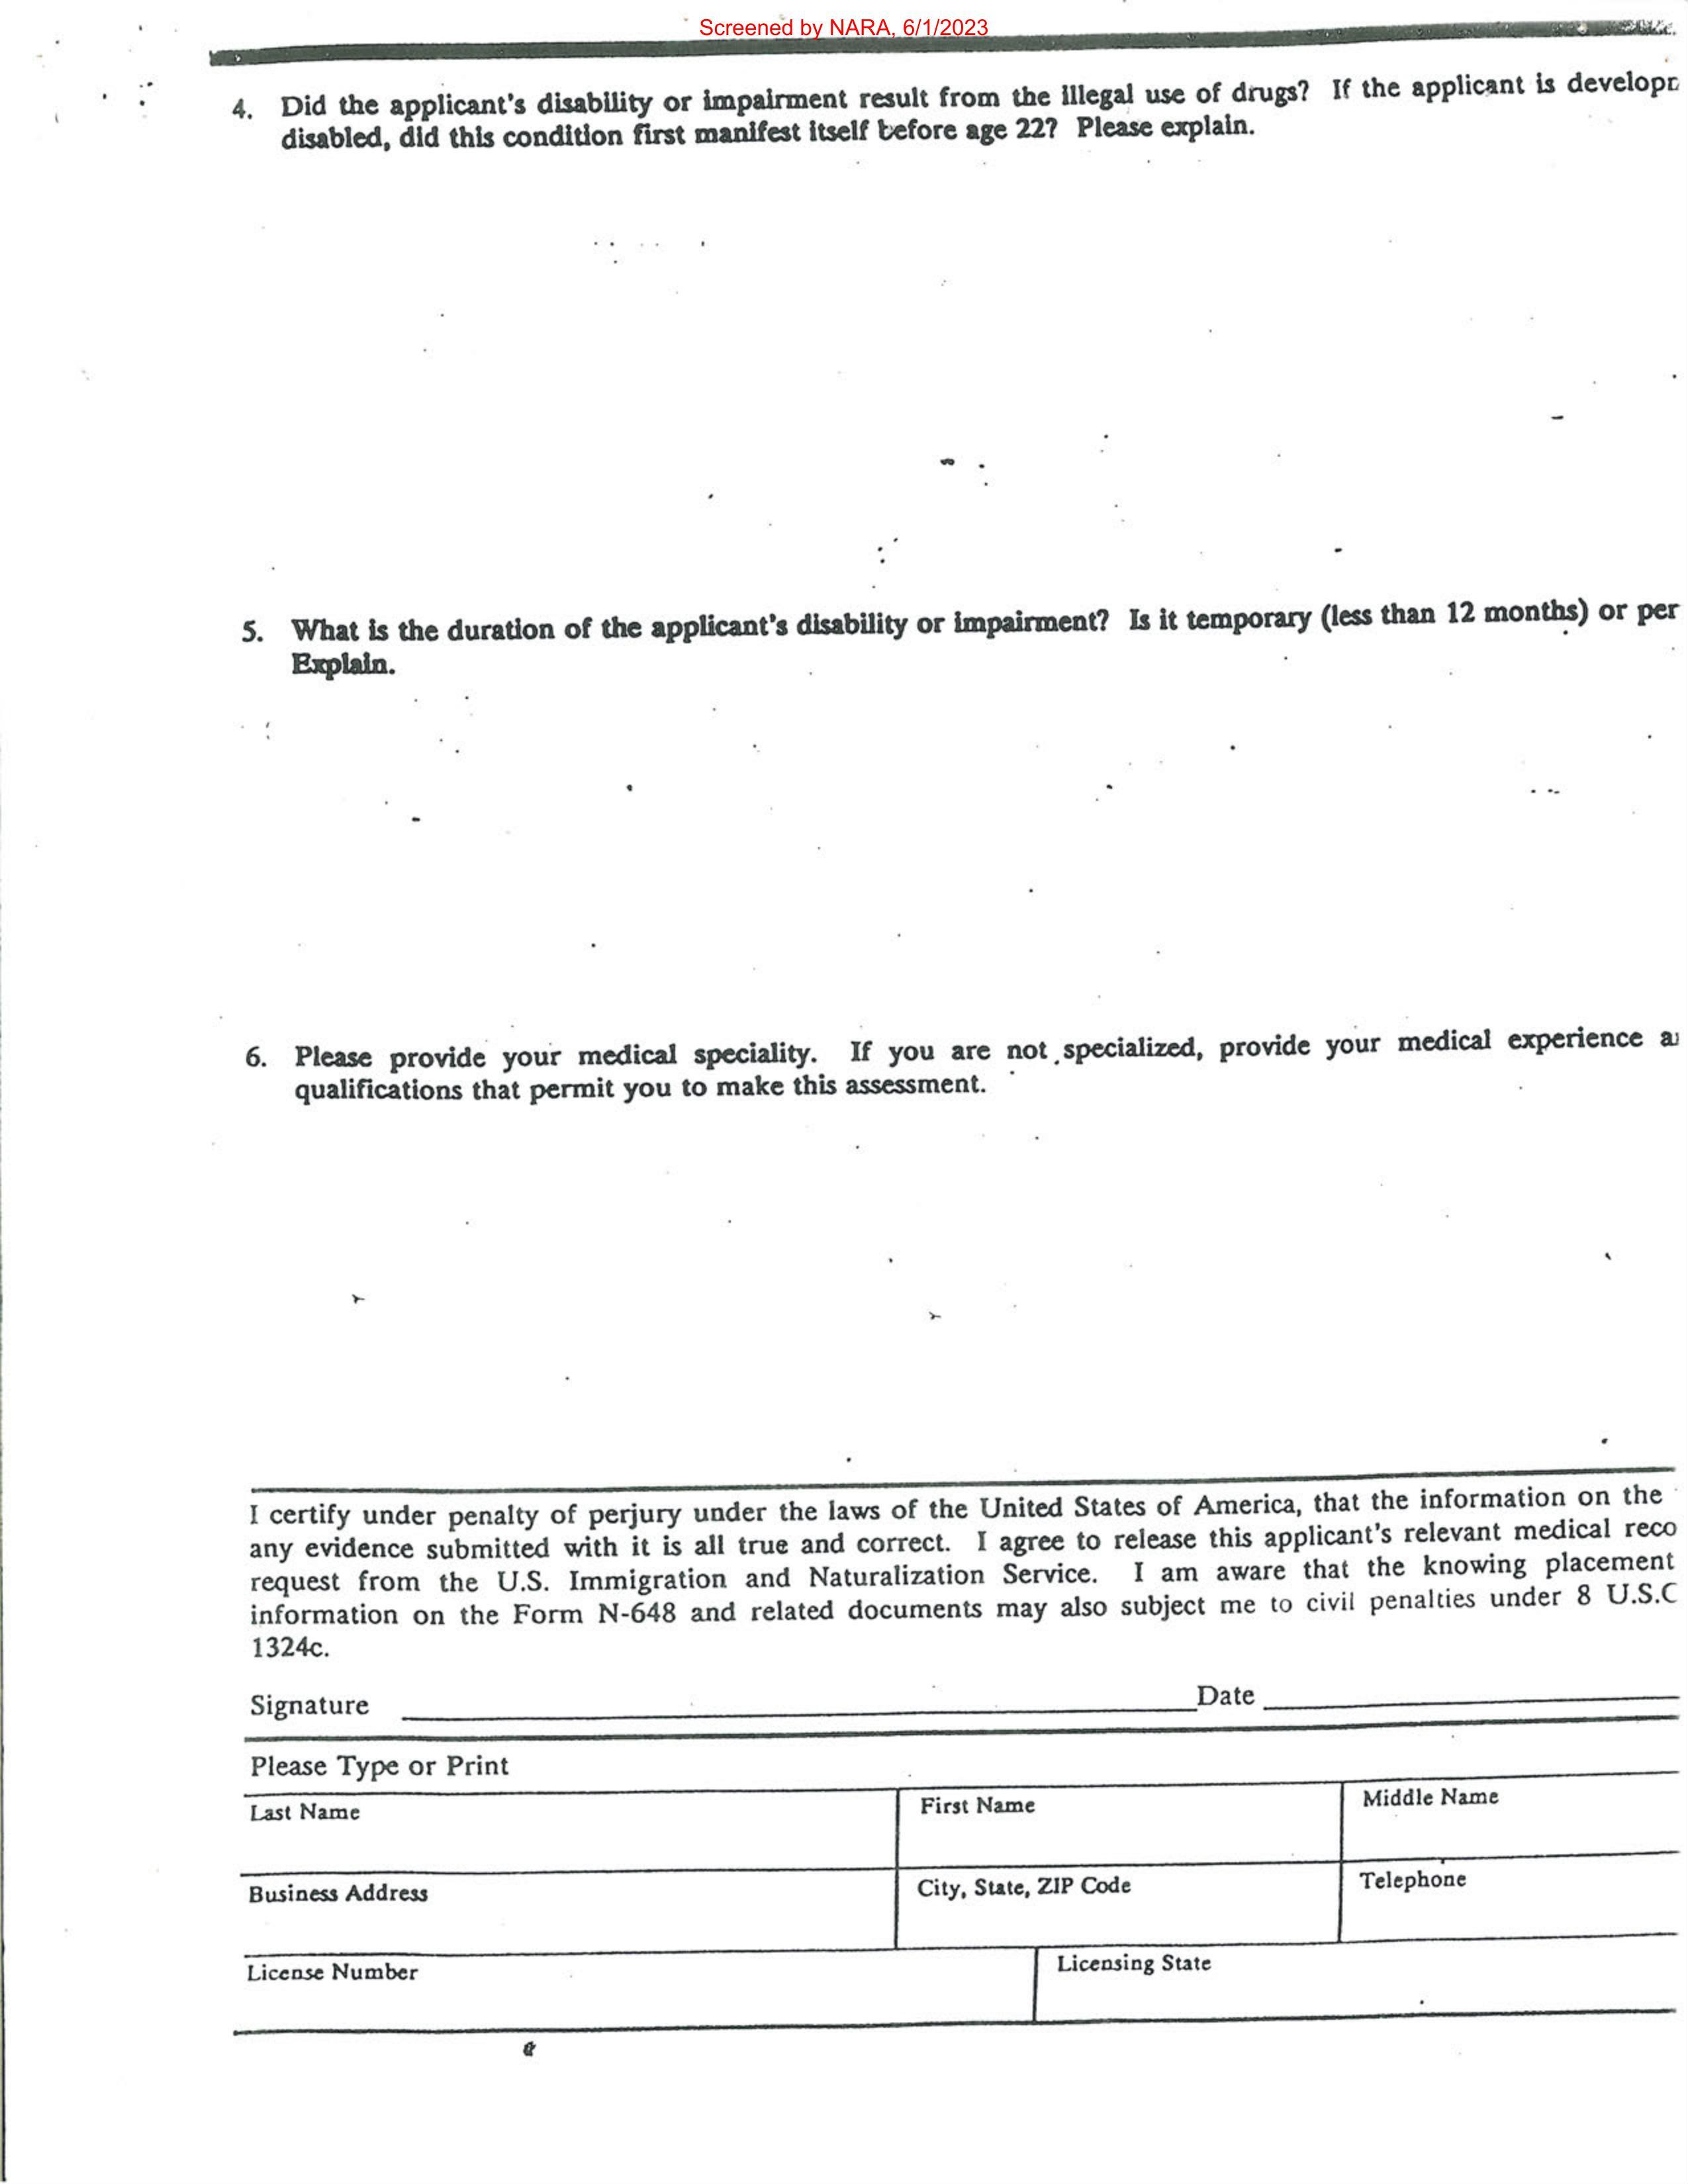 Screened by NARA, 6/1/2023
4. Did the applicant's disability or impairment result from the illegal use of drugs? If the applicant is
disabled, did this condition first manifest itself before age 22? Please explain.
5. What is the duration of the applicant's disability or impairment? Is it temporary (less than 12 months) or per
Explain.
6. Please provide your medical speciality. If you are not specialized, provide your medical experience
qualifications that permit you to make this assessment.
I certify under penalty of perjury under the laws of the United States of America, that the information on the
any evidence submitted with it is all true and correct. I agree to release this applicant's relevant medical reco
request from the U.S. Immigration and Naturalization Service. I am aware that the knowing placement
information on the Form N-648 and related documents may also subject me to civil penalties under 8 U.S.C
1324c.
Signature Date
Please Type or Print
Last Name First Name Middle Name
Business Address City, State, ZIP Code Telephone
License Number Licensing State